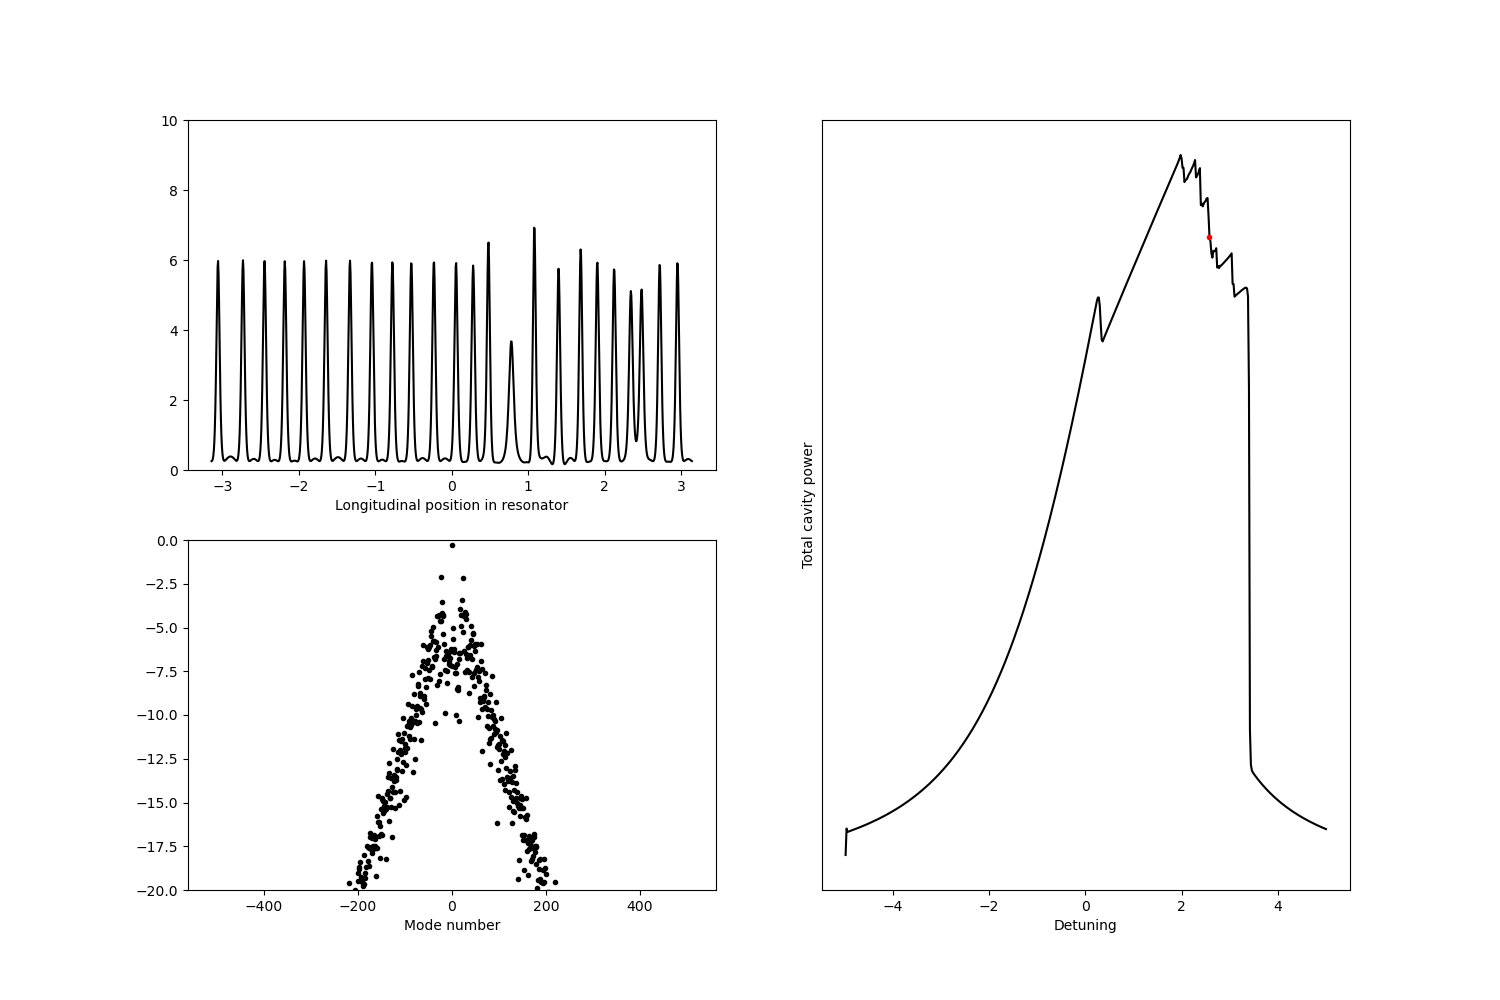 10
8
6
4
2
0
−3 −2 −1 0 1 2 3
Longitudinal position in resonator
0.0
−2.5
−5.0
−7.5
−10.0
−12.5
−15.0
−17.5
−20.0
−400 −200 0 200 400
Mode number
Total cavity power
−4 −2 0 2 4
Detuning